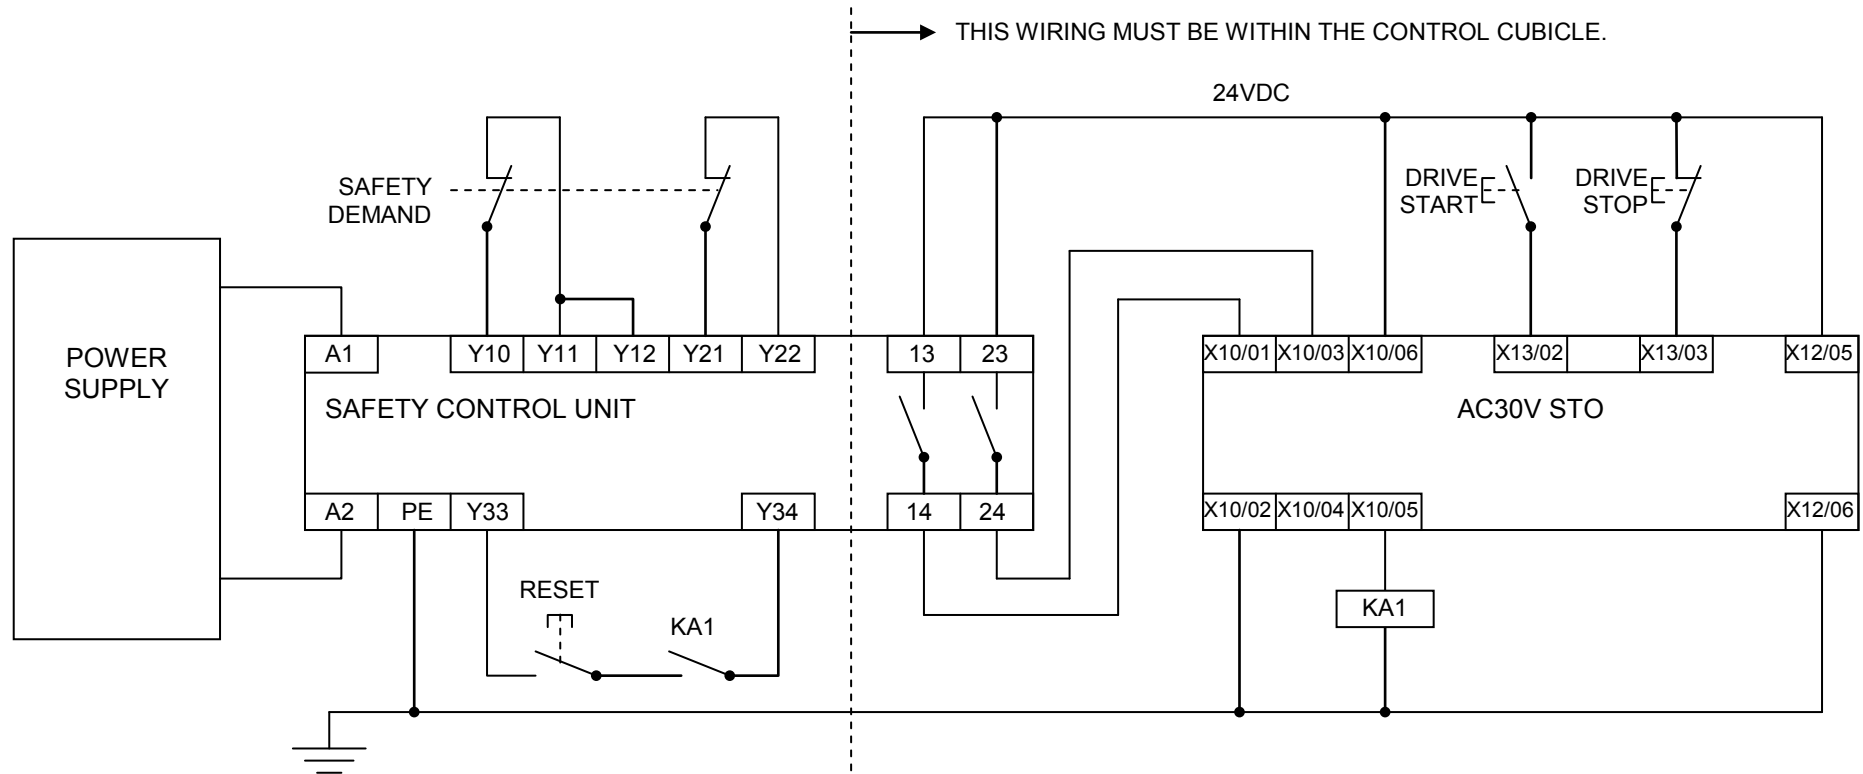 THIS WIRING MUST BE WITHIN THE CONTROL CUBICLE.
24VDC
SAFETY
DEMAND
DRIVE
START
DRIVE
STOP
POWER
SUPPLY
A1 Y10 Y11 Y12 Y21 Y22 13 23
X10/01 X10/03 X10/06 X13/02 X13/03 X12/05
SAFETY CONTROL UNIT
AC30V STO
A2 PE Y33 Y34 14 24
X10/02 X10/04 X10/05 X12/06
RESET
KA1
KA1